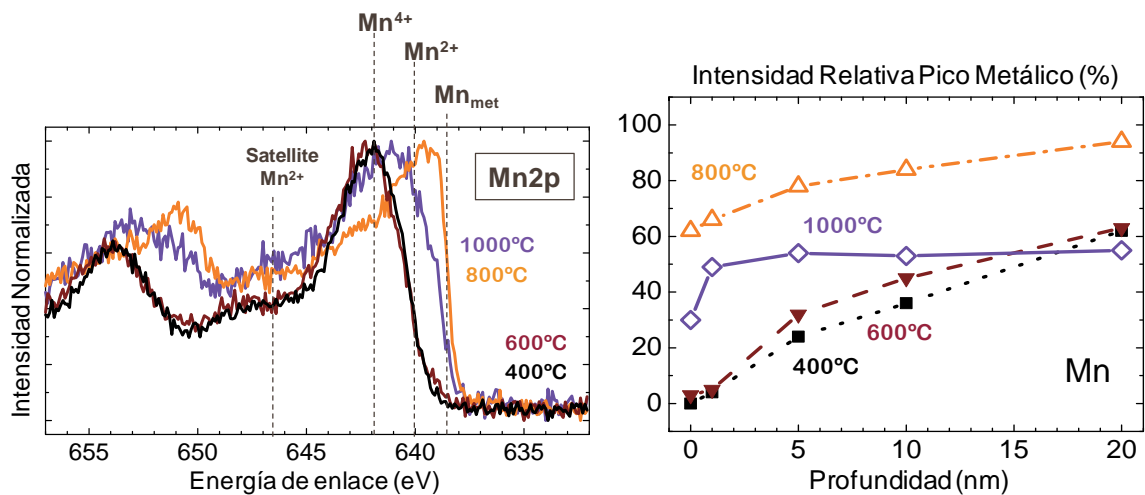 Mn4+
Mn2+
Mnmet
Satellite
Mn2+
Mn2p
1000ºC
800ºC
600ºC
400ºC
Intensidad Normalizada
655 650 645 640 635
Energía de enlace (eV)
Intensidad Relativa Pico Metálico (%)
100
80
60
40
20
0
800ºC
1000ºC
600ºC
400ºC
Mn
0 5 10 15 20
Profundidad (nm)